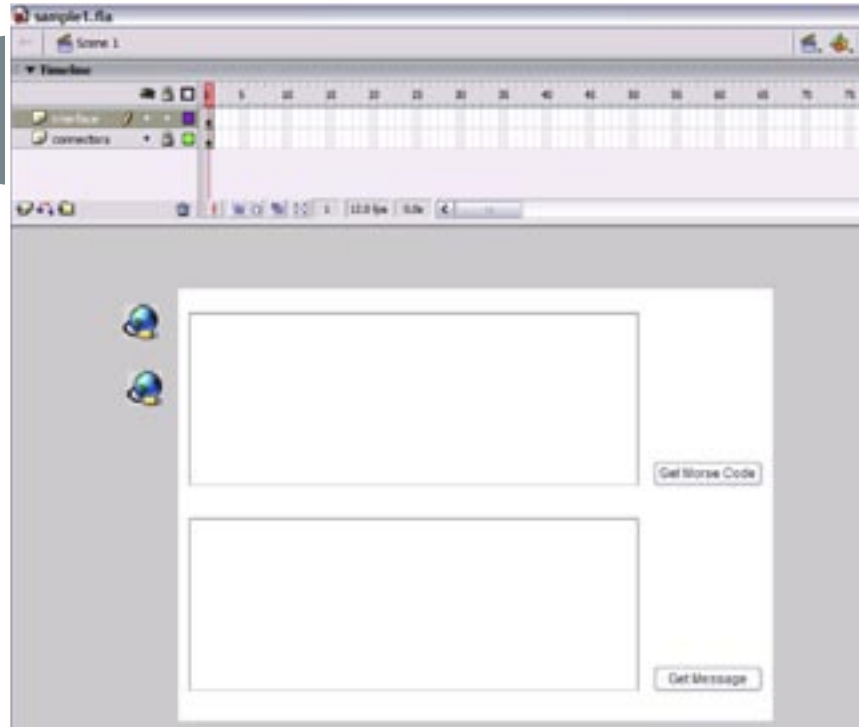 sample1.fla
Scene 1
Timeline
5 10 15 20 25 30 35 40 45 50 55 60 65 70 75
interface
connectors
1 12.0 fps 0.0s
Get Morse Code
Get Message